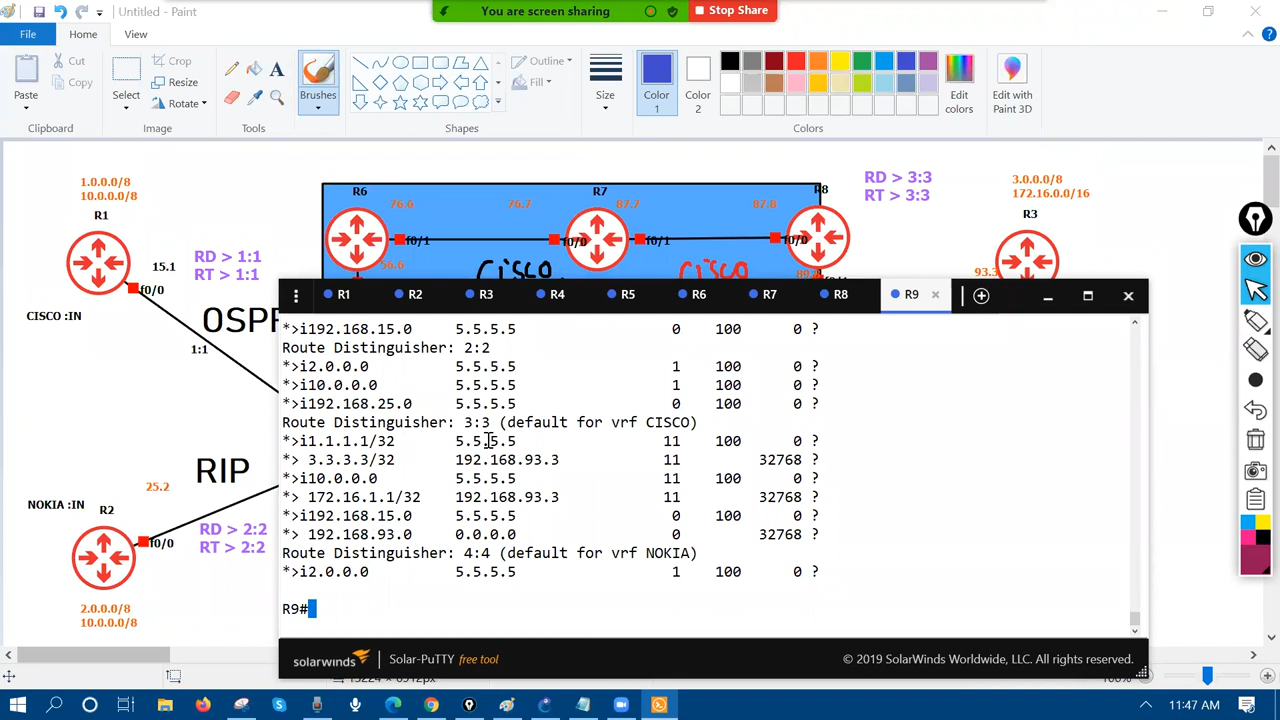 Untitled - Paint
You are screen sharing
Stop Share
File
Home
View
Paste
Cut
Copy
Clipboard
Select
Crop
Resize
Rotate
Image
Tools
Brushes
Outline
Fill
Shapes
Size
Color 1
Color 2
Edit colors
Edit with Paint 3D
Colors
1.0.0.0/8
10.0.0.0/8
R1
15.1
f0/0
RD > 1:1
RT > 1:1
CISCO :IN
OSPF
1:1
R6
76.6
f0/1
56.6
76.7
R7
f0/0
87.7
f0/1
87.8
R8
f0/0
cisco
cisco
RD > 3:3
RT > 3:3
3.0.0.0/8
172.16.0.0/16
R3
93.3
RIP
25.2
NOKIA :IN
R2
f0/0
RD > 2:2
RT > 2:2
2.0.0.0/8
10.0.0.0/8
R1 R2 R3 R4 R5 R6 R7 R8 R9
*>i192.168.15.0 5.5.5.5 0 100 0 ?
Route Distinguisher: 2:2
*>i2.0.0.0 5.5.5.5 1 100 0 ?
*>i10.0.0.0 5.5.5.5 1 100 0 ?
*>i192.168.25.0 5.5.5.5 0 100 0 ?
Route Distinguisher: 3:3 (default for vrf CISCO)
*>i1.1.1.1/32 5.5.5.5 11 100 0 ?
*> 3.3.3.3/32 192.168.93.3 11 32768 ?
*>i10.0.0.0 5.5.5.5 11 100 0 ?
*> 172.16.1.1/32 192.168.93.3 11 32768 ?
*>i192.168.15.0 5.5.5.5 0 100 0 ?
*> 192.168.93.0 0.0.0.0 0 32768 ?
Route Distinguisher: 4:4 (default for vrf NOKIA)
*>i2.0.0.0 5.5.5.5 1 100 0 ?
R9#
solarwinds
Solar-PuTTY free tool
© 2019 SolarWinds Worldwide, LLC. All rights reserved.
11:47 AM